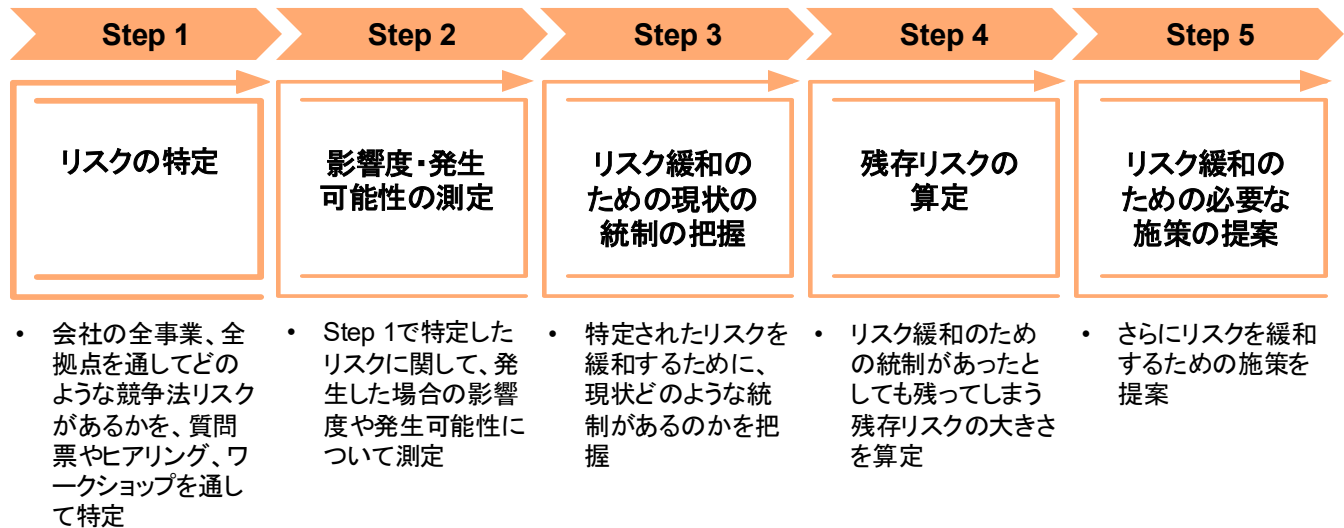 Step 1
Step 2
Step 3
Step 4
Step 5
リスクの特定
影響度・発生
可能性の測定
リスク緩和の
ための現状の
統制の把握
残存リスクの
算定
リスク緩和の
ための必要な
施策の提案
• 会社の全事業、全
拠点を通してどの
ような競争法リスク
があるかを、質問
票やヒアリング、ワ
ークショップを通し
て特定
• Step 1で特定した
リスクに関して、発
生した場合の影響
度や発生可能性に
ついて測定
• 特定されたリスクを
緩和するために、
現状どのような統
制があるのかを把
握
• リスク緩和のため
の統制があったと
しても残ってしまう
残存リスクの大きさ
を算定
• さらにリスクを緩和
するための施策を
提案